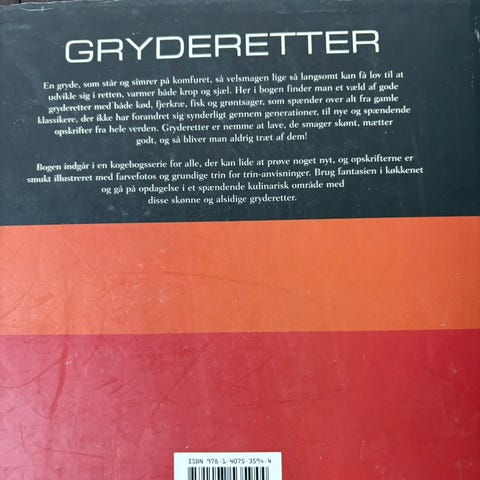 GRYDERETTER
En gryde, som står og simrer på komfuret, så velsmagen lige så langsomt kan få lov til at
udvikle sig i retten, varmer både krop og sjæl. Her i bogen finder man et væld af gode
gryderetter med både kød, fjerkræ, fisk og grøntsager, som spænder over alt fra gamle
klassikere, der ikke har forandret sig synderligt gennem generationer, til nye og spændende
opskrifter fra hele verden. Gryderetter er nemme at lave, de smager skønt, mætter
godt, og så bliver man aldrig træt af dem!
Bogen indgår i en kogebogsserie for alle, der kan lide at prøve noget nyt, og opskrifterne er
smukt illustreret med farvefotos og grundige trin for trin-anvisninger. Brug fantasien i køkkenet
og gå på opdagelse i et spændende kulinarisk område med
disse skønne og alsidige gryderetter.
ISBN 978-1-4075-3594-4